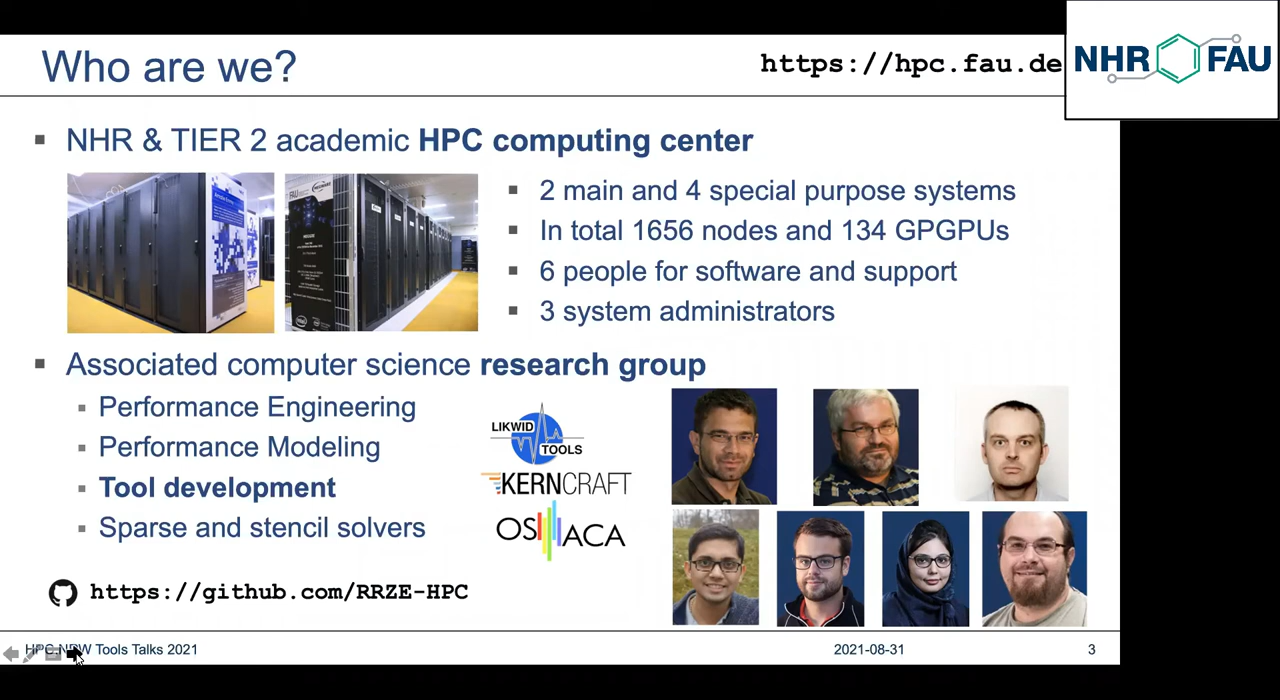 Who are we?
https://hpc.fau.de
NHR FAU
NHR & TIER 2 academic HPC computing center
2 main and 4 special purpose systems
In total 1656 nodes and 134 GPGPUs
6 people for software and support
3 system administrators
Associated computer science research group
Performance Engineering
Performance Modeling
Tool development
Sparse and stencil solvers
LIKWID
TOOLS
KERNCRAFT
OSACA
https://github.com/RRZE-HPC
HPC.NRW Tools Talks 2021
2021-08-31
3